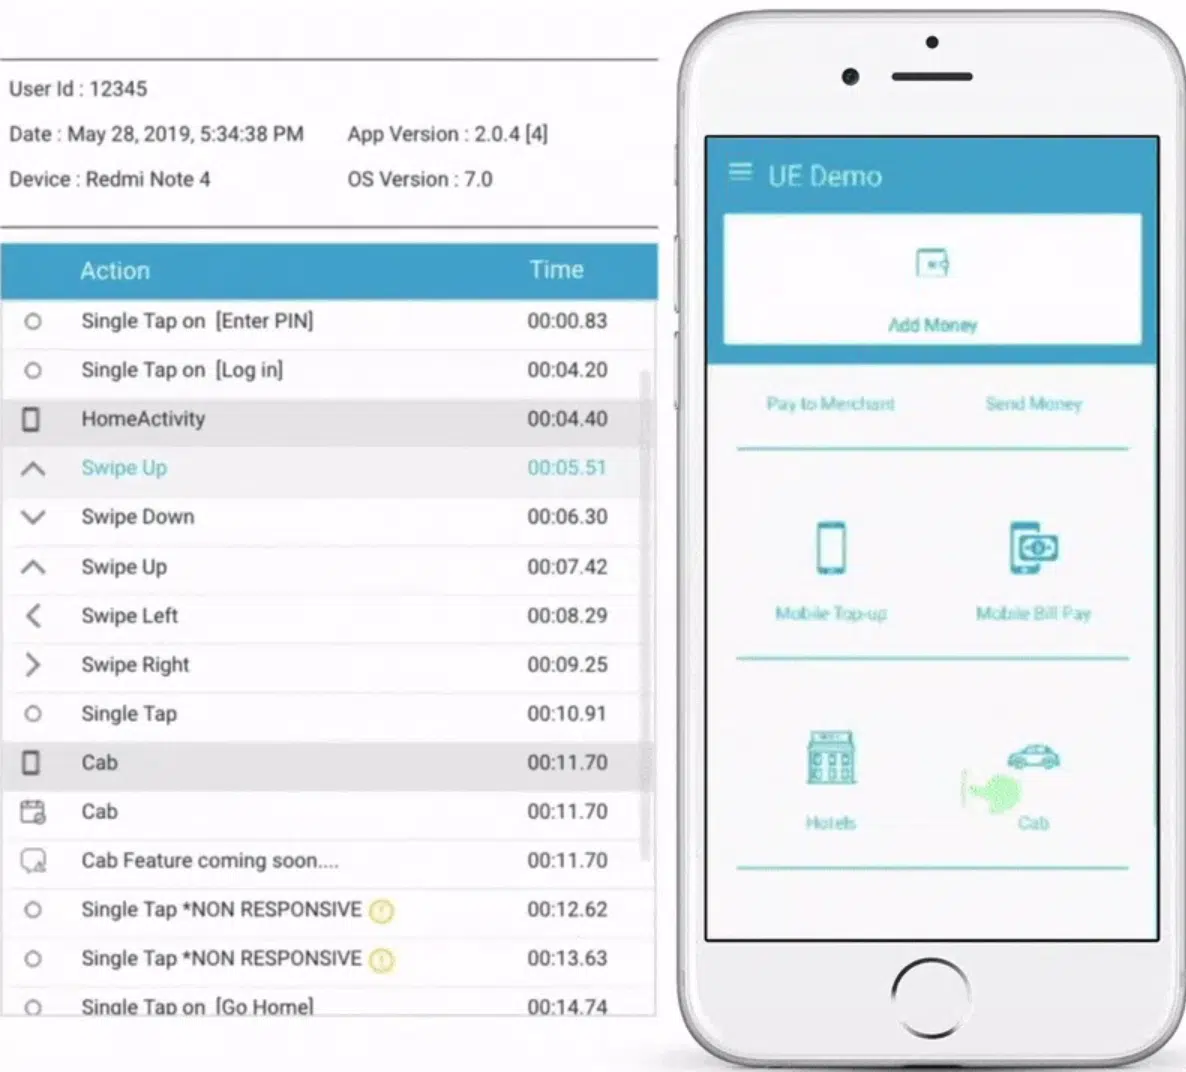 User Id : 12345
Date : May 28, 2019, 5:34:38 PM App Version : 2.0.4 [4]
Device : Redmi Note 4 OS Version : 7.0
Action Time
Single Tap on [Enter PIN] 00:00.83
Single Tap on [Log in] 00:04.20
HomeActivity 00:04.40
Swipe Up 00:05.51
Swipe Down 00:06.30
Swipe Up 00:07.42
Swipe Left 00:08.29
Swipe Right 00:09.25
Single Tap 00:10.91
Cab 00:11.70
Cab 00:11.70
Cab Feature coming soon.... 00:11.70
Single Tap *NON RESPONSIVE 00:12.62
Single Tap *NON RESPONSIVE 00:13.63
Single Tap on [Go Home] 00:14.74
UE Demo
Add Money
Pay to Merchant Send Money
Mobile Top-up Mobile Bill Pay
Hotels Cab